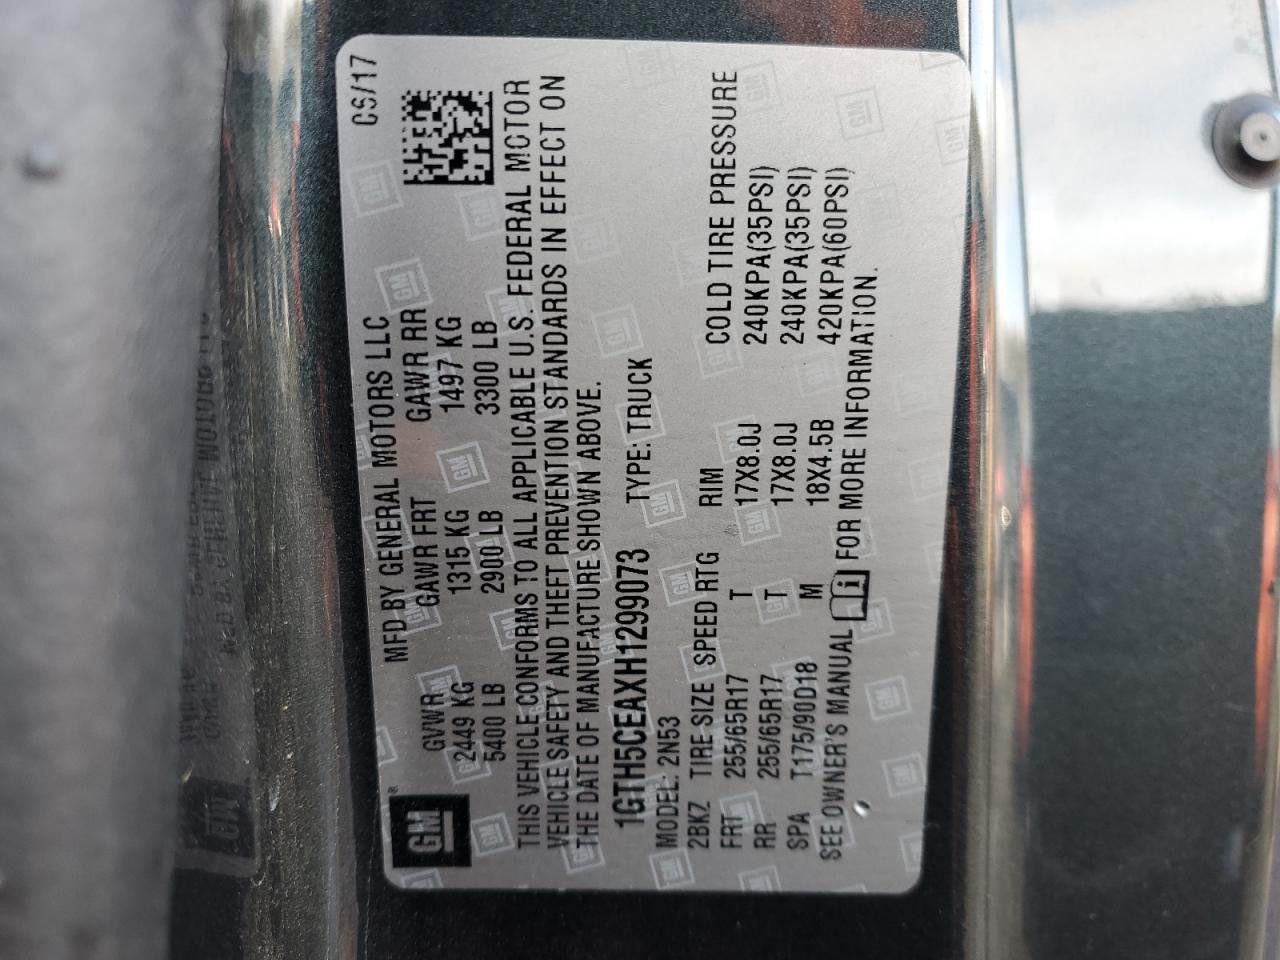 GM
MFD BY GENERAL MOTORS LLC 06/17
GVWR GAWR FRT GAWR RR
2449 KG 1315 KG 1497 KG
5400 LB 2900 LB 3300 LB
THIS VEHICLE CONFORMS TO ALL APPLICABLE U.S. FEDERAL MOTOR
VEHICLE SAFETY AND THEFT PREVENTION STANDARDS IN EFFECT ON
THE DATE OF MANUFACTURE SHOWN ABOVE.
1GTH5CEAXH1299073 TYPE: TRUCK
MODEL: 2N53
2BKZ TIRE SIZE SPEED RTG RIM COLD TIRE PRESSURE
FRT 255/65R17 T 17X8.0J 240KPA(35PSI)
RR 255/65R17 T 17X8.0J 240KPA(35PSI)
SPA T175/90D18 M 18X4.5B 420KPA(60PSI)
SEE OWNER'S MANUAL i FOR MORE INFORMATION.